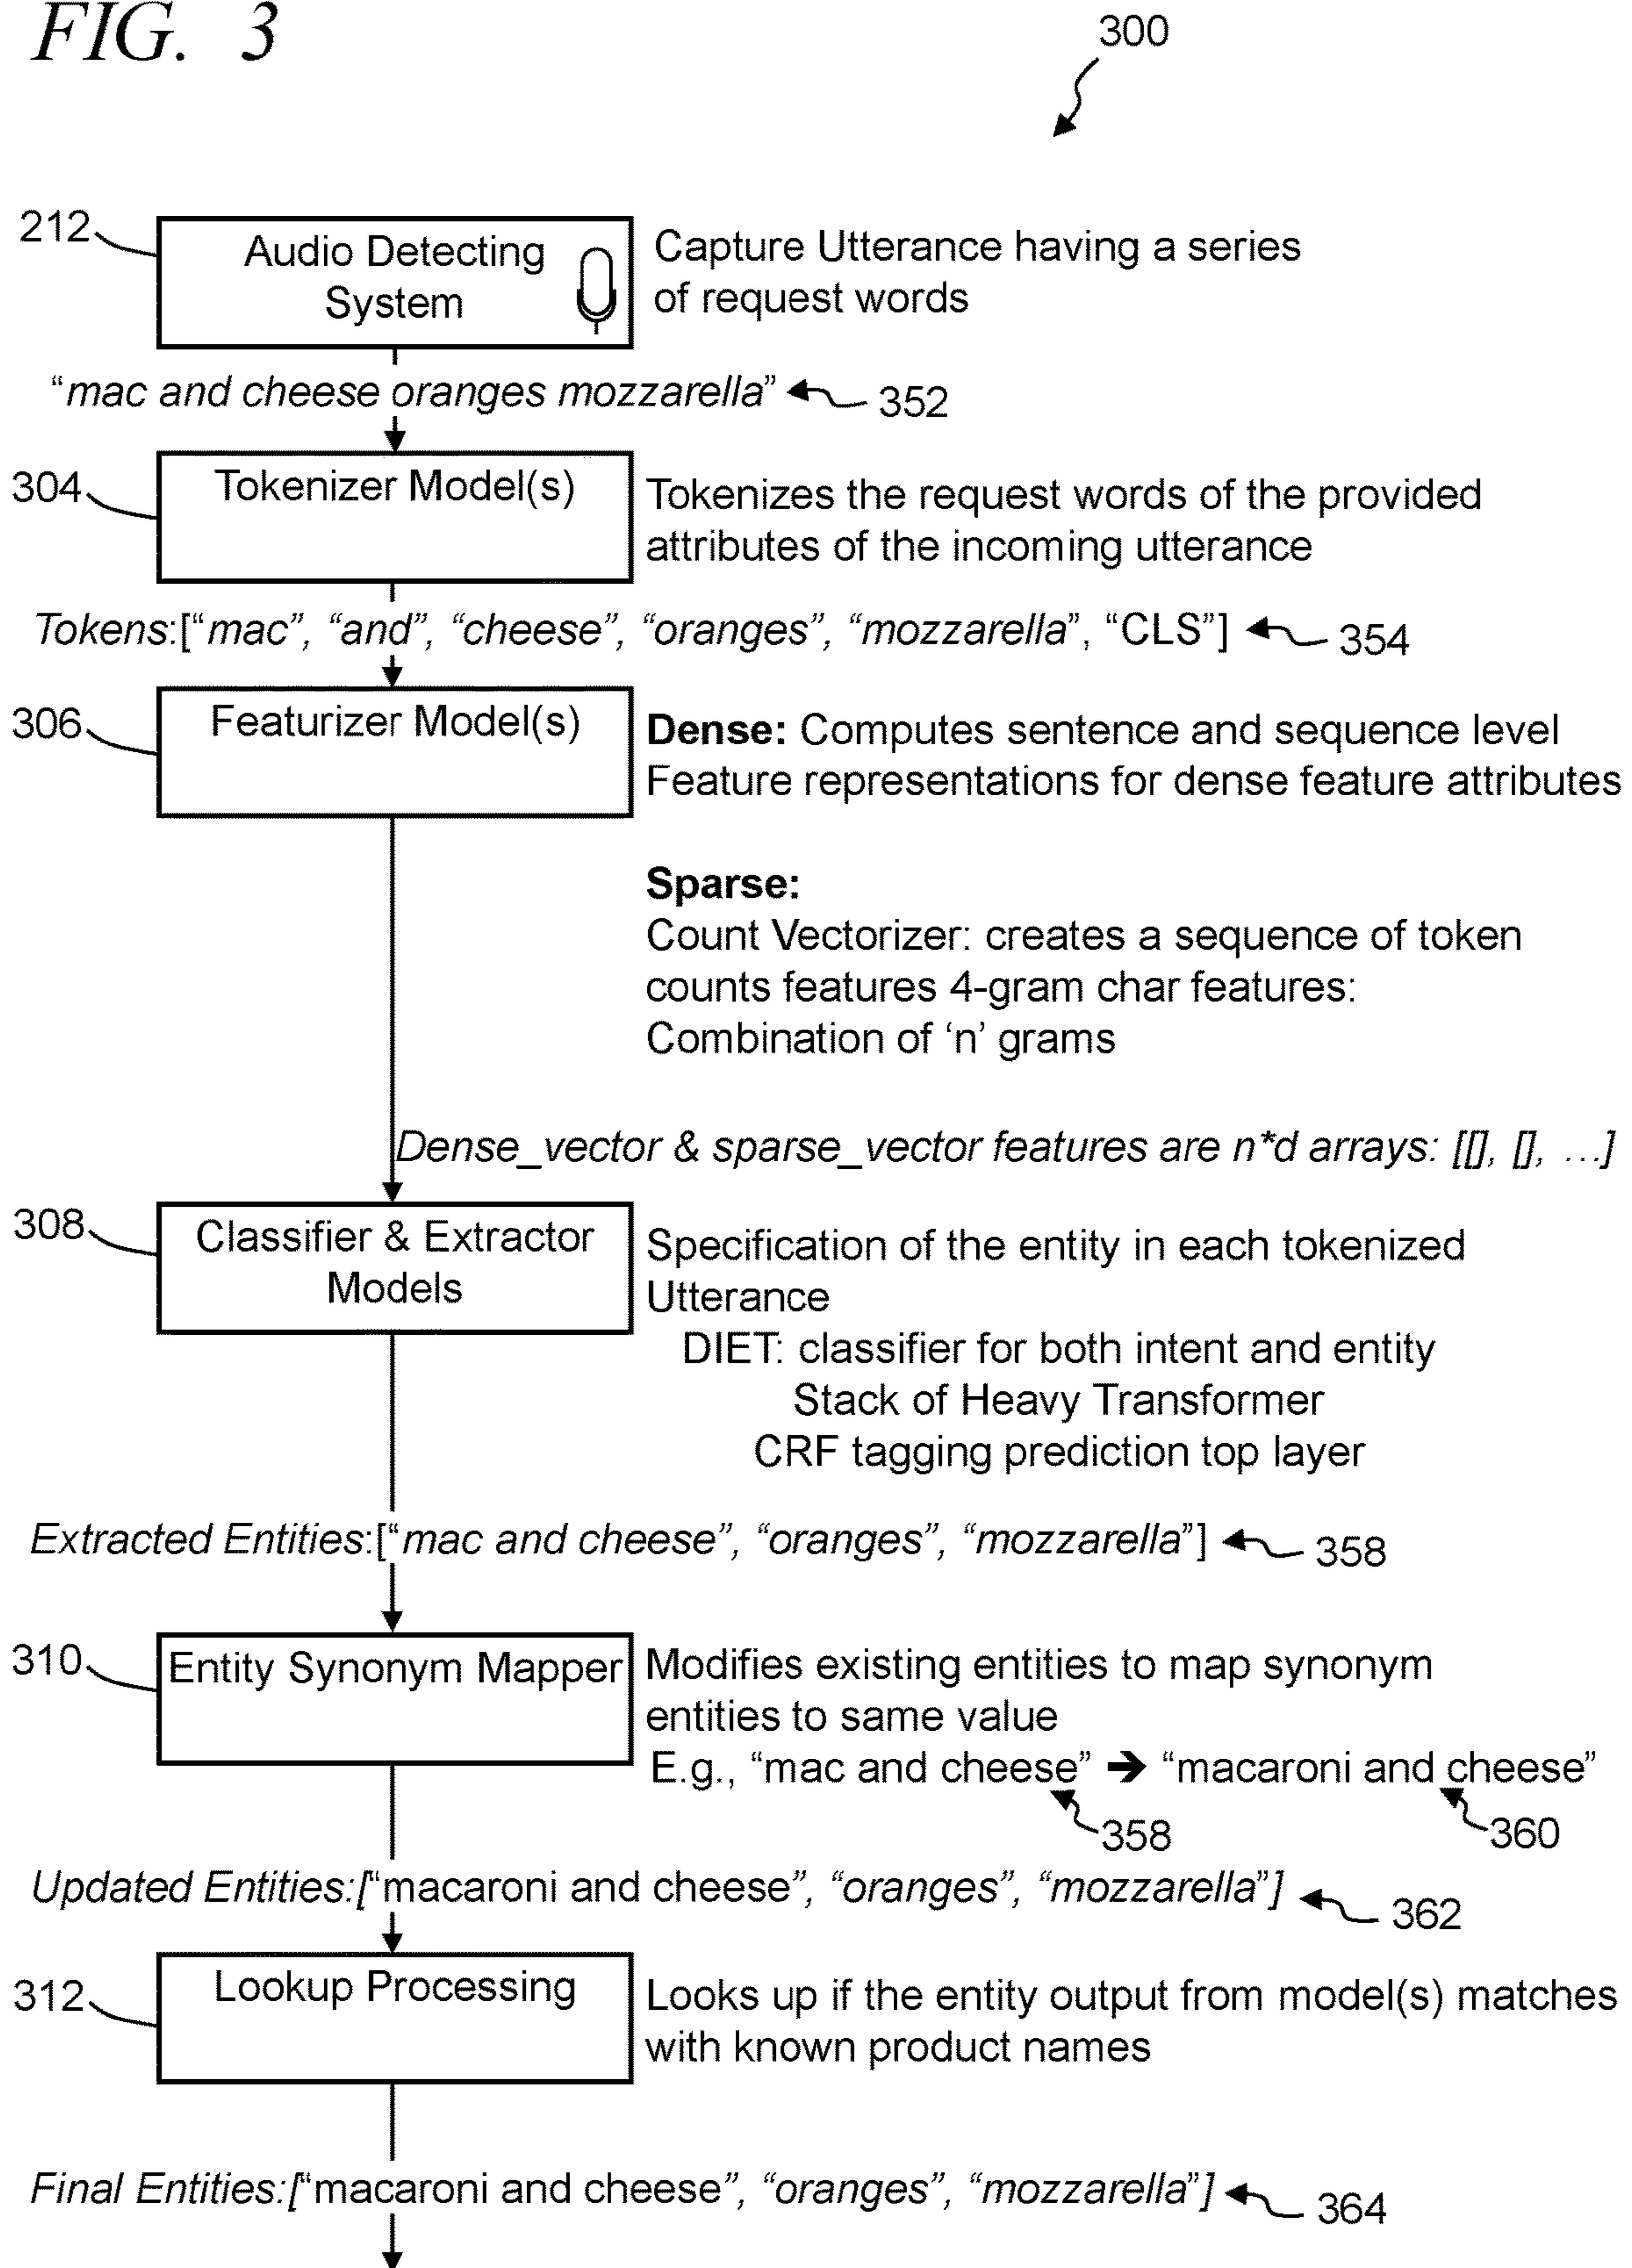 FIG. 3
300
212
Audio Detecting
System
Capture Utterance having a series
of request words
“mac and cheese oranges mozzarella”
352
304
Tokenizer Model(s)
Tokenizes the request words of the provided
attributes of the incoming utterance
Tokens:[“mac”, “and”, “cheese”, “oranges”, “mozzarella”, “CLS”]
354
306
Featurizer Model(s)
Dense: Computes sentence and sequence level
Feature representations for dense feature attributes
Sparse:
Count Vectorizer: creates a sequence of token
counts features 4-gram char features:
Combination of ‘n’ grams
Dense_vector & sparse_vector features are n*d arrays: [[], [], …]
308
Classifier & Extractor
Models
Specification of the entity in each tokenized
Utterance
DIET: classifier for both intent and entity
Stack of Heavy Transformer
CRF tagging prediction top layer
Extracted Entities:[“mac and cheese”, “oranges”, “mozzarella”]
358
310
Entity Synonym Mapper
Modifies existing entities to map synonym
entities to same value
E.g., “mac and cheese” ➔ “macaroni and cheese”
358
360
Updated Entities:[“macaroni and cheese”, “oranges”, “mozzarella”]
362
312
Lookup Processing
Looks up if the entity output from model(s) matches
with known product names
Final Entities:[“macaroni and cheese”, “oranges”, “mozzarella”]
364